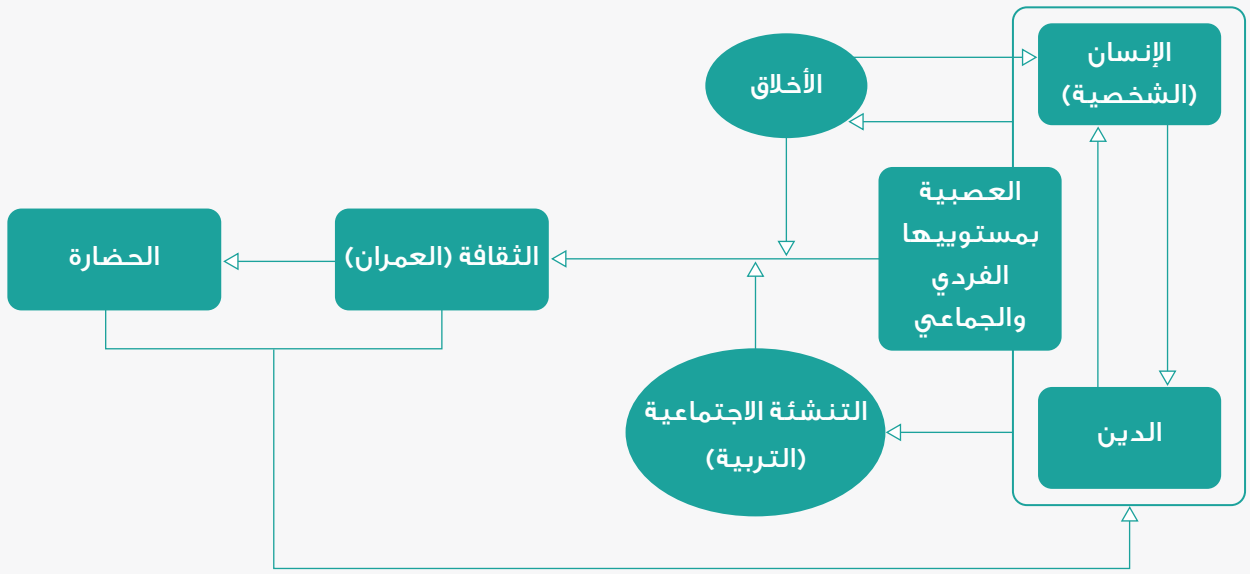 الإنسان
(الشخصية)
الأخلاق
العصبية
بمستوييها
الفردي
والجماعي
الثقافة (العمران)
الحضارة
التنشئة الاجتماعية
(التربية)
الدين